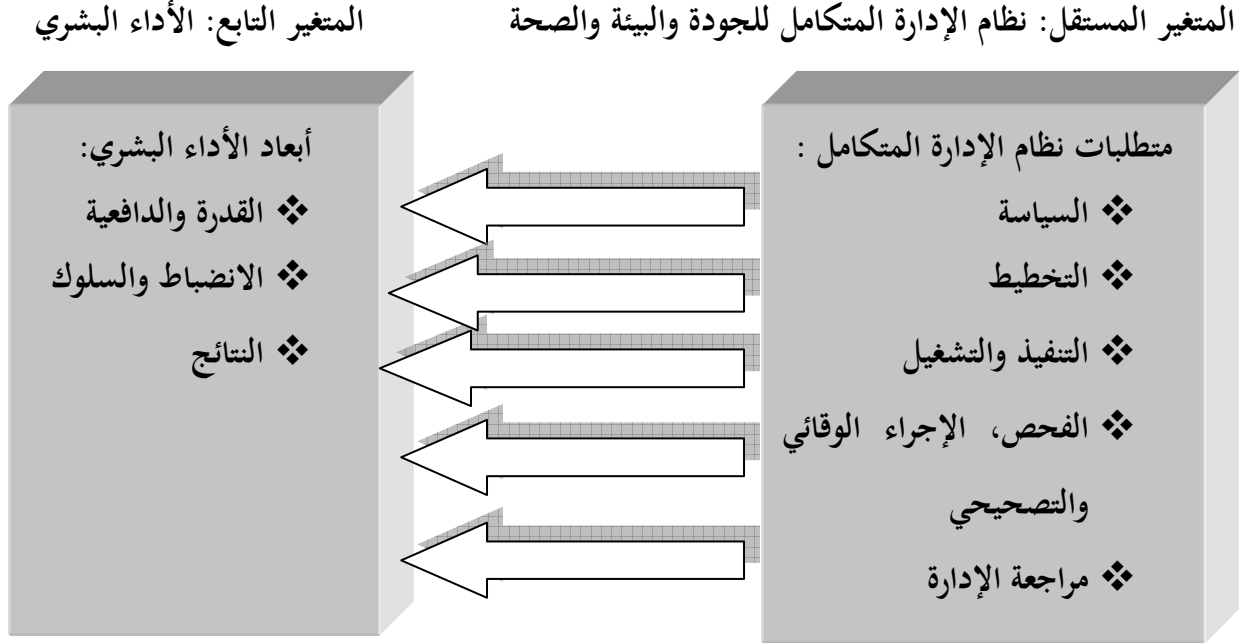 المتغير المستقل: نظام الإدارة المتكامل للجودة والبيئة والصحة
المتغير التابع: الأداء البشري
متطلبات نظام الإدارة المتكامل :
❖ السياسة
❖ التخطيط
❖ التنفيذ والتشغيل
❖ الفحص، الإجراء الوقائي
والتصحيحي
❖ مراجعة الإدارة
أبعاد الأداء البشري:
❖ القدرة والدافعية
❖ الانضباط والسلوك
❖ النتائج